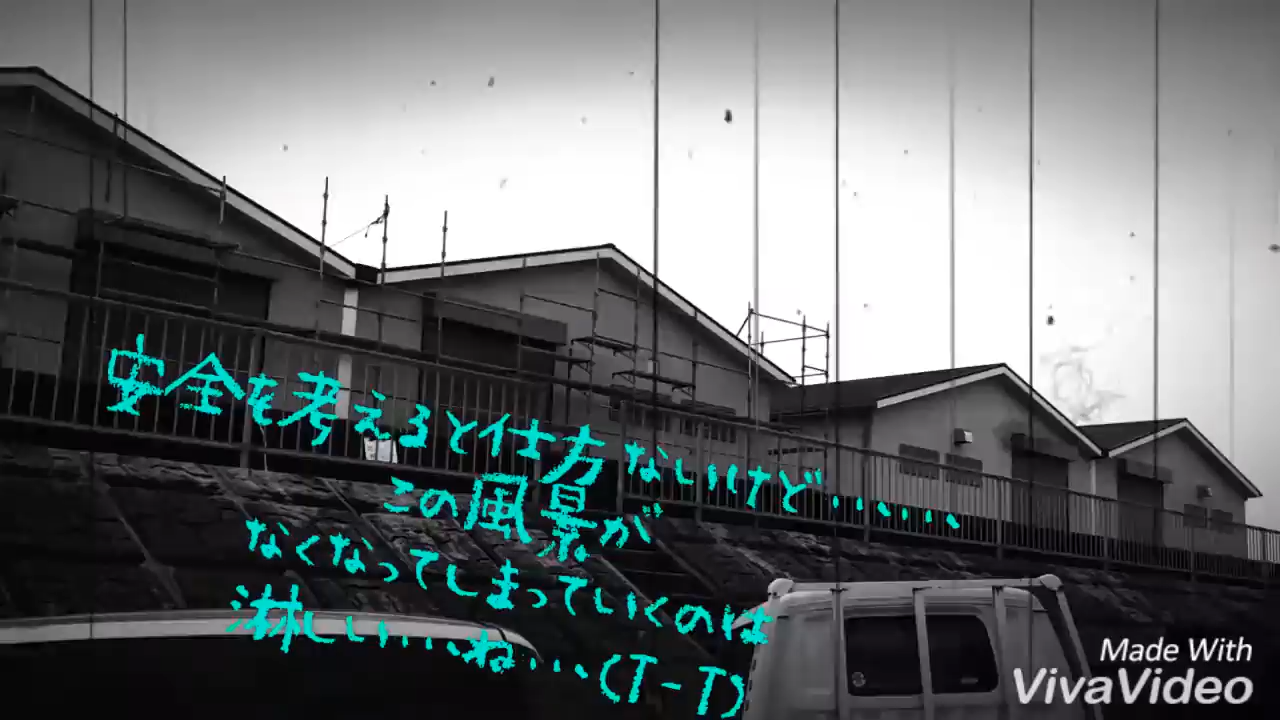 安全を考えると仕方ないけど‥‥‥
この風景が
なくなってしまっていくのは
淋しい‥‥ね‥‥(T-T)
Made With
VivaVideo